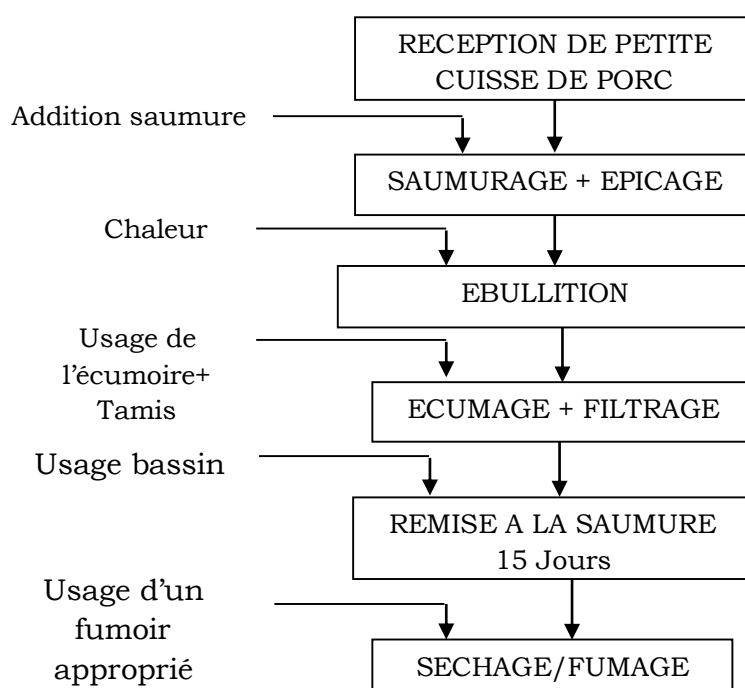 RECEPTION DE PETITE
CUISSE DE PORC
Addition saumure
SAUMURAGE + EPICAGE
Chaleur
EBULLITION
Usage de
l'écumoire+
Tamis
ECUMAGE + FILTRAGE
Usage bassin
REMISE A LA SAUMURE
15 Jours
Usage d'un
fumoir
approprié
SECHAGE/FUMAGE